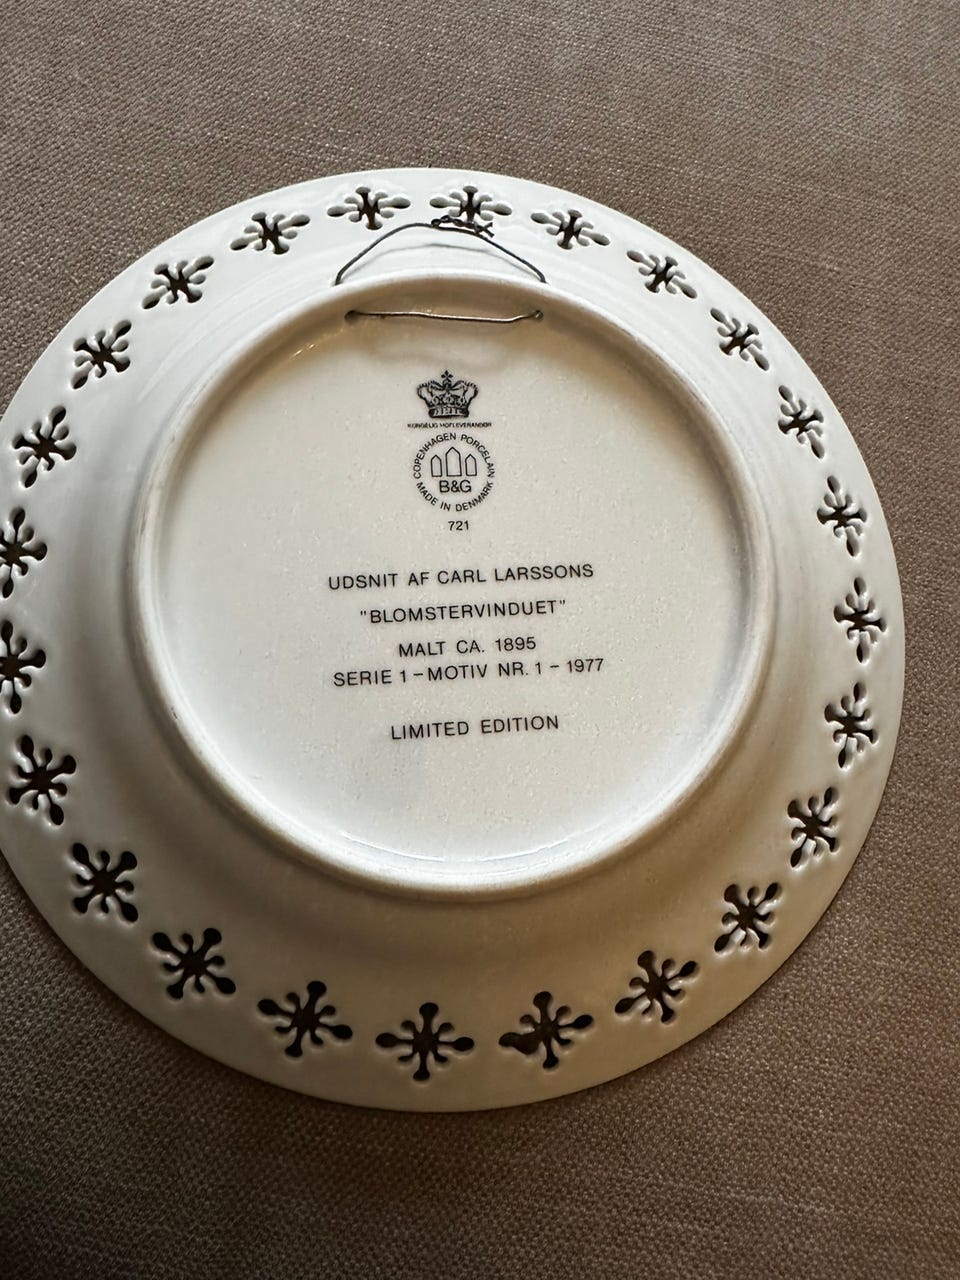 KONGELIG HOFLEVERANDØR
COPENHAGEN PORCELAIN
B&G
MADE IN DENMARK
721
UDSNIT AF CARL LARSSONS
"BLOMSTERVINDUET"
MALT CA. 1895
SERIE 1 – MOTIV NR. 1 – 1977
LIMITED EDITION